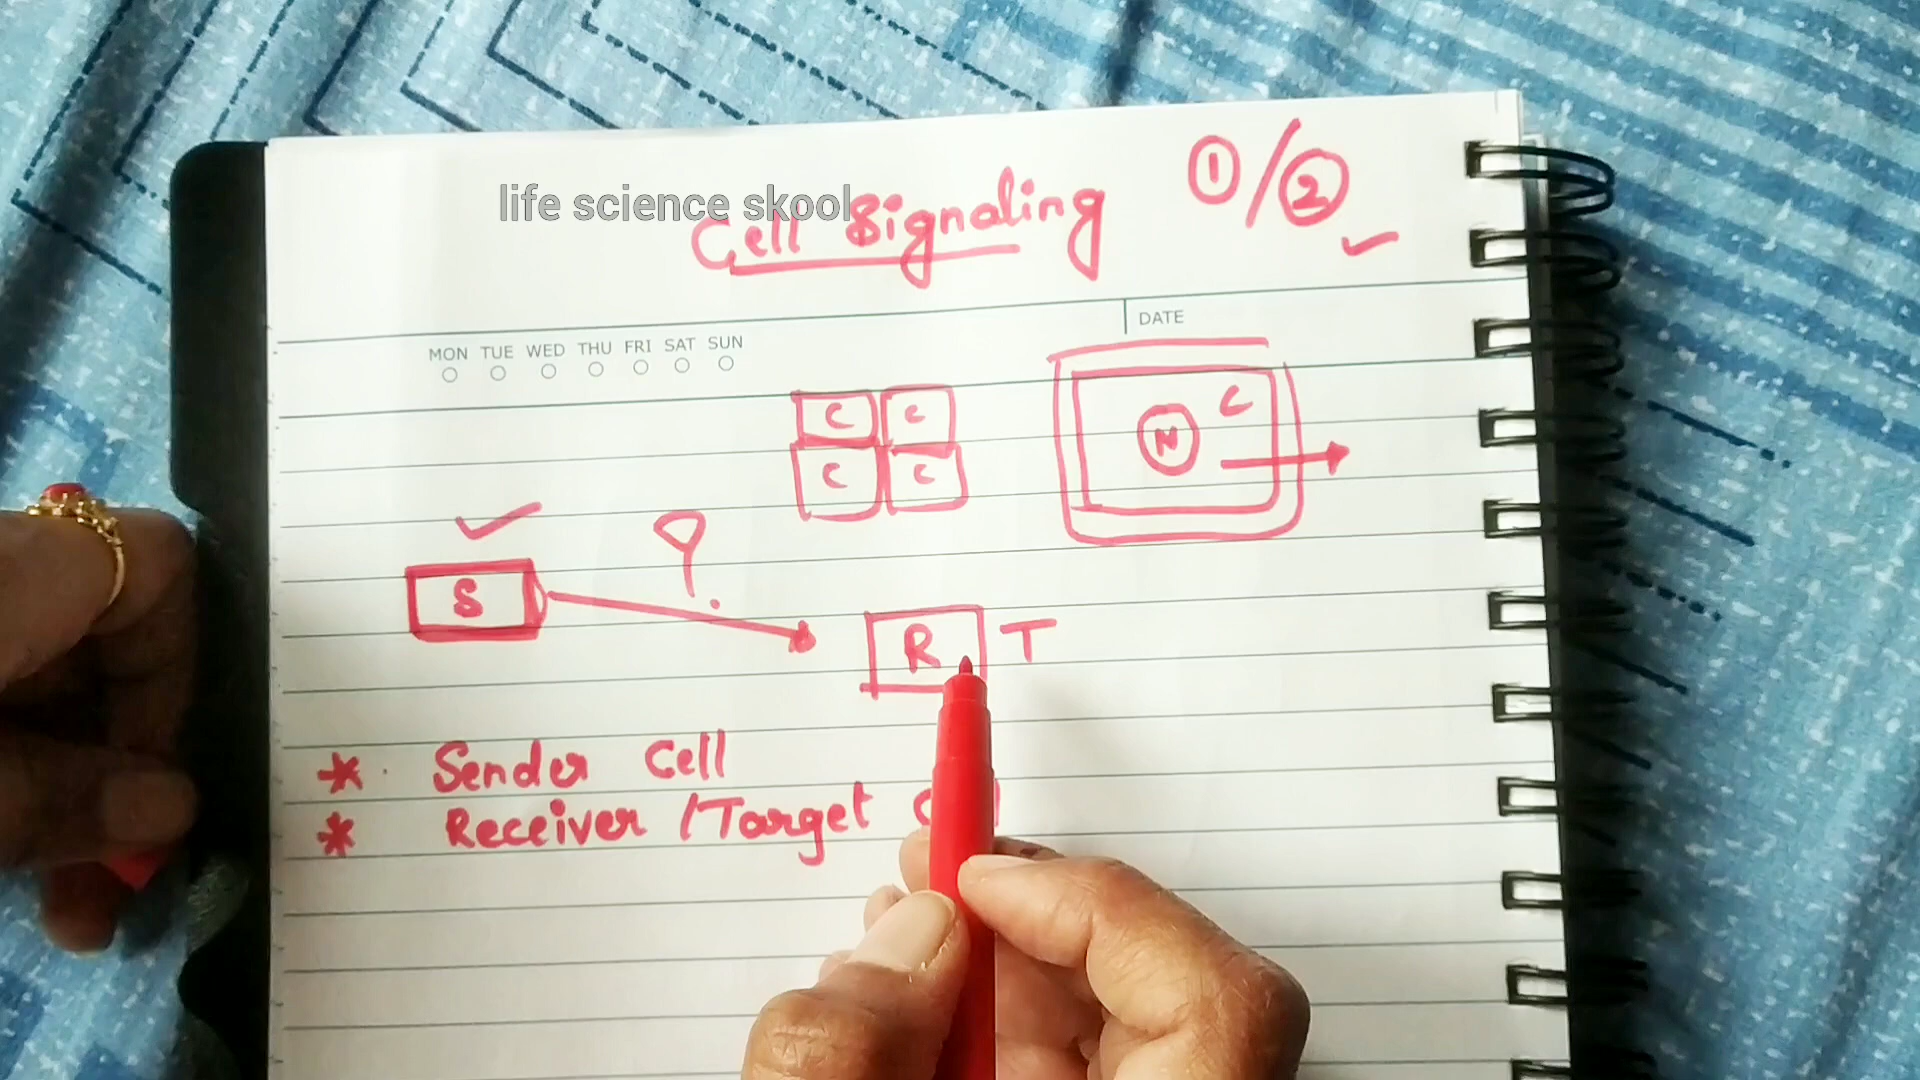 life science skool
Cell Signaling 1/2
DATE
MON TUE WED THU FRI SAT SUN
C C
C C
N C
S ?
R T
* Sender Cell
* Receiver /Target